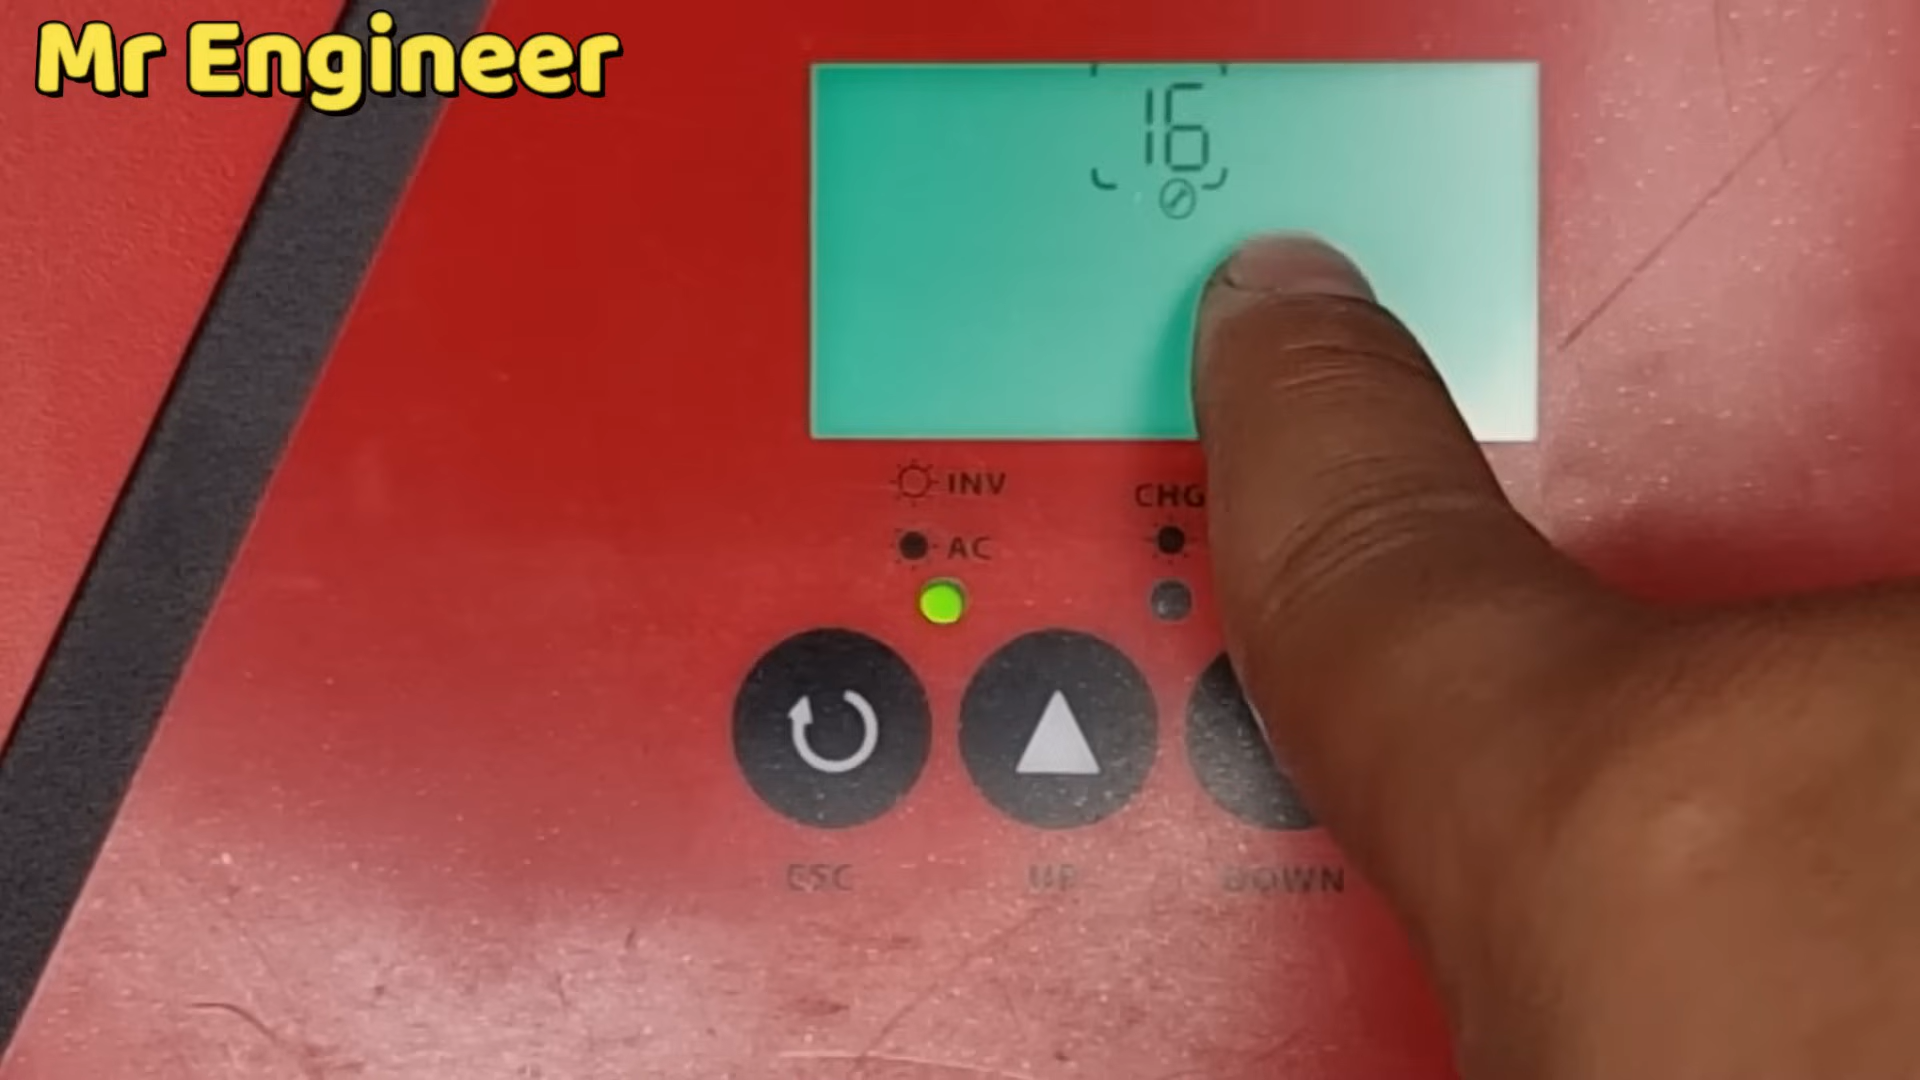 Mr Engineer
16
INV
CHG
AC
ESC
UP
DOWN